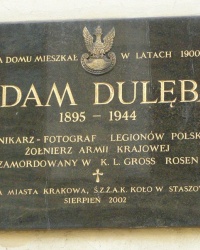 DOMU MIESZKAŁ W LATACH 1900
DAM DULĘB
1895 – 1944
NIKARZ-FOTOGRAF LEGIONÓW POLSK
ŻOŁNIERZ ARMII KRAJOWEJ
ZAMORDOWANY W K.L. GROSS ROSEN
A MIASTA KRAKOWA, Ś.Z.Ż.A.K. KOŁO W STASZOW
SIERPIEŃ 2002